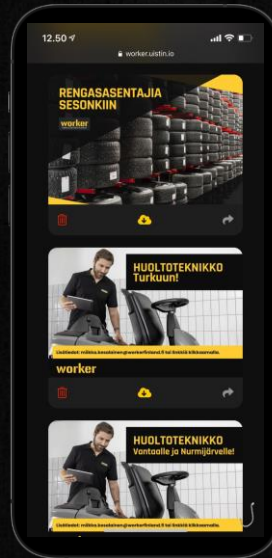 12.50
worker.uistin.io
RENGASASENTAJIA
SESONKIIN
worker
HUOLTOTEKNIKKO
Turkuun!
worker
HUOLTOTEKNIKKO
Vantaalle ja Nurmijärvelle!